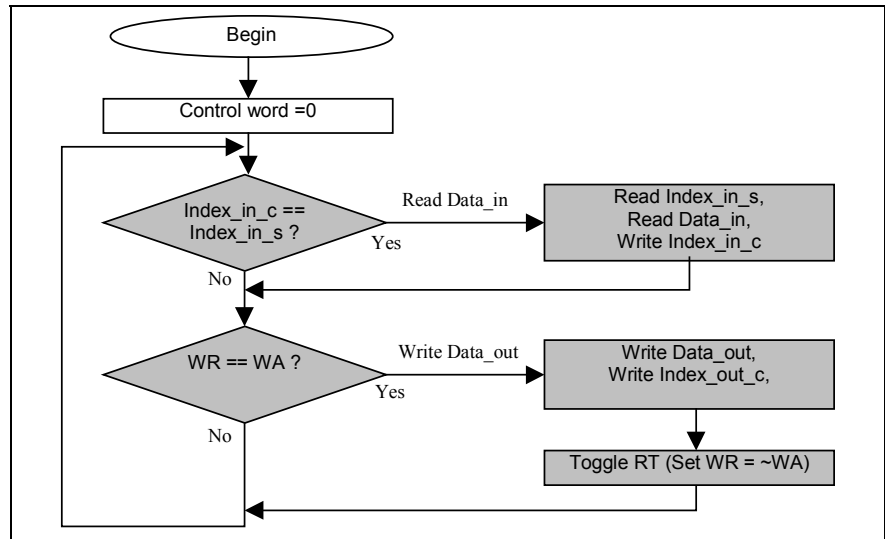 Begin
Control word =0
Index_in_c ==
Index_in_s ?
Read Data_in
Yes
Read Index_in_s,
Read Data_in,
Write Index_in_c
No
WR == WA ?
Write Data_out
Yes
Write Data_out,
Write Index_out_c,
No
Toggle RT (Set WR = ~WA)